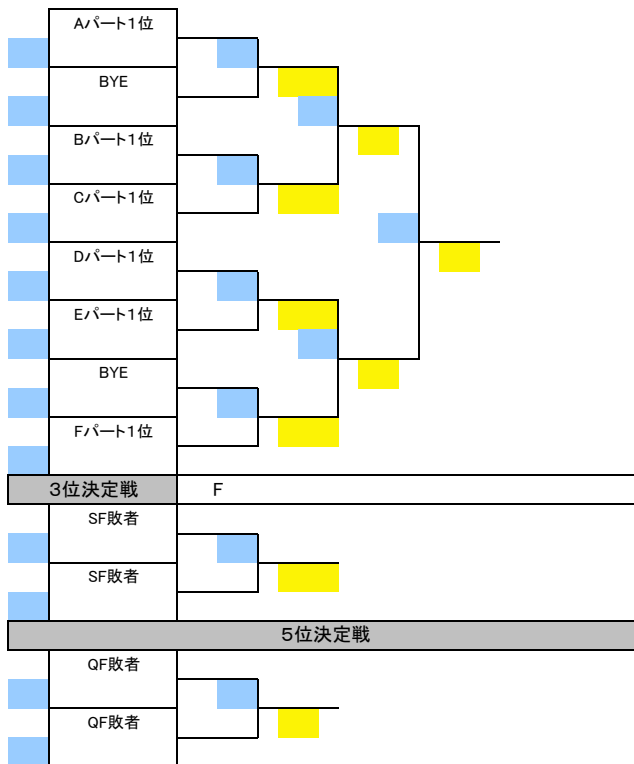 Aパート1位
BYE
Bパート1位
Cパート1位
Dパート1位
Eパート1位
BYE
Fパート1位
3位決定戦 F
SF敗者
SF敗者
5位決定戦
QF敗者
QF敗者